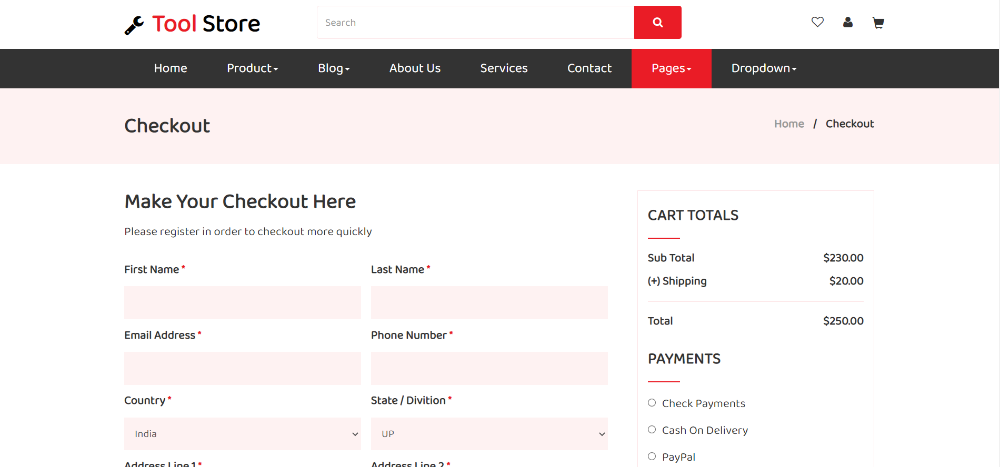 Tool Store
Search
Home Product Blog About Us Services Contact Pages Dropdown
Checkout
Home / Checkout
Make Your Checkout Here
Please register in order to checkout more quickly
First Name *
Last Name *
Email Address *
Phone Number *
Country *
State / Divition *
India
UP
Address Line 1 *
Address Line 2 *
CART TOTALS
Sub Total $230.00
(+) Shipping $20.00
Total $250.00
PAYMENTS
Check Payments
Cash On Delivery
PayPal